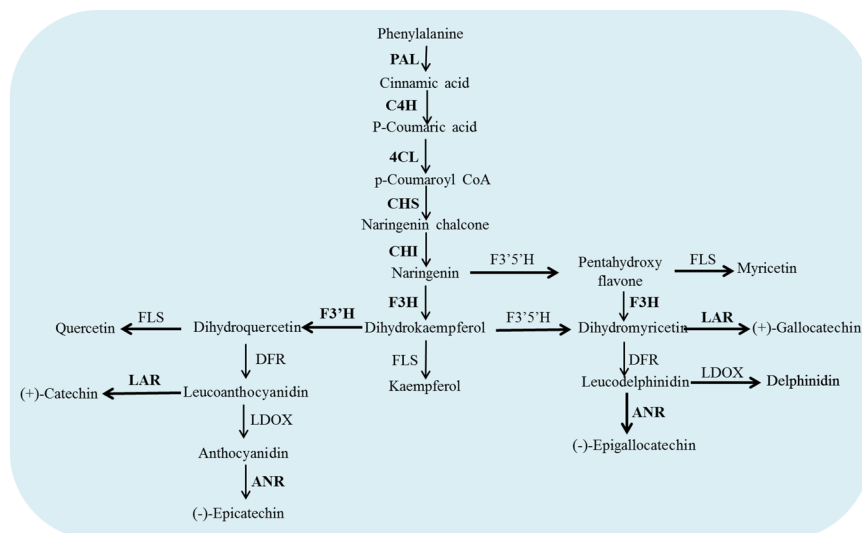 Phenylalanine
PAL
Cinnamic acid
C4H
P-Coumaric acid
4CL
p-Coumaroyl CoA
CHS
Naringenin chalcone
CHI
Naringenin
F3'5'H
Pentahydroxy
flavone
FLS
Myricetin
F3H
F3H
Quercetin
FLS
Dihydroquercetin
F3'H
Dihydrokaempferol
F3'5'H
Dihydromyricetin
LAR
(+)-Gallocatechin
DFR
FLS
DFR
(+)-Catechin
LAR
Leucoanthocyanidin
Kaempferol
Leucodelphinidin
LDOX
Delphinidin
LDOX
ANR
Anthocyanidin
(-)-Epigallocatechin
ANR
(-)-Epicatechin